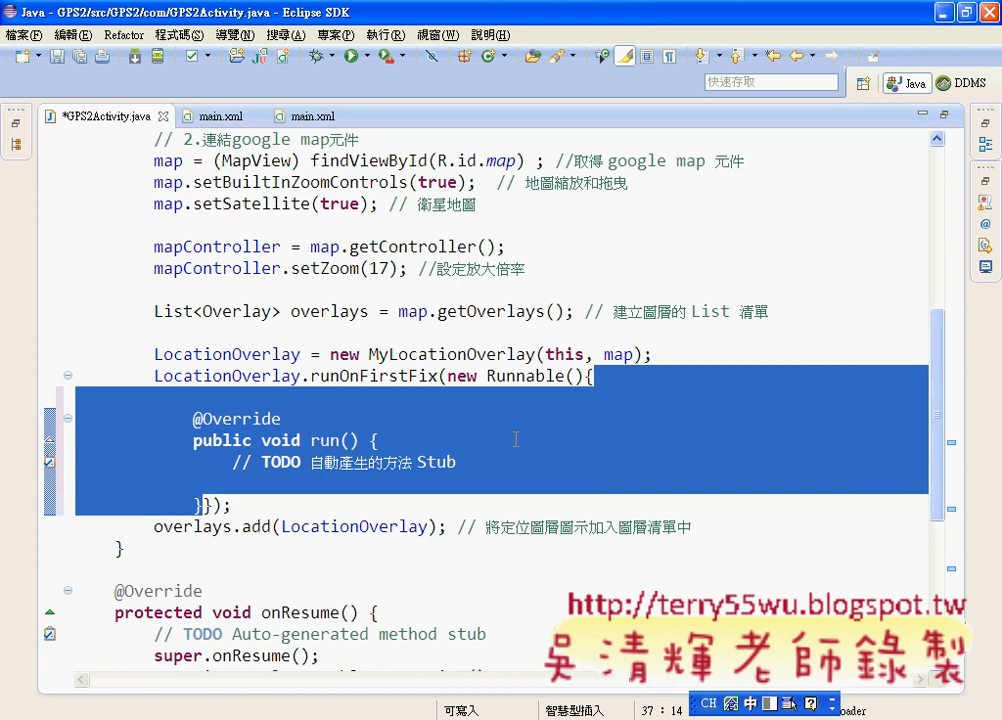 Java - GPS2/src/GPS2/com/GPS2Activity.java - Eclipse SDK
檔案(F) 編輯(E) Refactor 程式碼(S) 導覽(N) 搜尋(A) 專案(P) 執行(R) 視窗(W) 說明(H)
快速存取 Java DDMS
*GPS2Activity.java main.xml main.xml
// 2.連結google map元件
map = (MapView) findViewById(R.id.map) ; //取得 google map 元件
map.setBuiltInZoomControls(true); // 地圖縮放和拖曳
map.setSatellite(true); // 衛星地圖
mapController = map.getController();
mapController.setZoom(17); //設定放大倍率
List<Overlay> overlays = map.getOverlays(); // 建立圖層的 List 清單
LocationOverlay = new MyLocationOverlay(this, map);
LocationOverlay.runOnFirstFix(new Runnable(){
@Override
public void run() {
// TODO 自動產生的方法 Stub
}});
overlays.add(LocationOverlay); // 將定位圖層圖示加入圖層清單中
}
@Override
protected void onResume() {
// TODO Auto-generated method stub
super.onResume();
http://terry55wu.blogspot.tw
吳清輝老師錄製
可寫入 智慧型插入 37 : 14 CH 中 oader